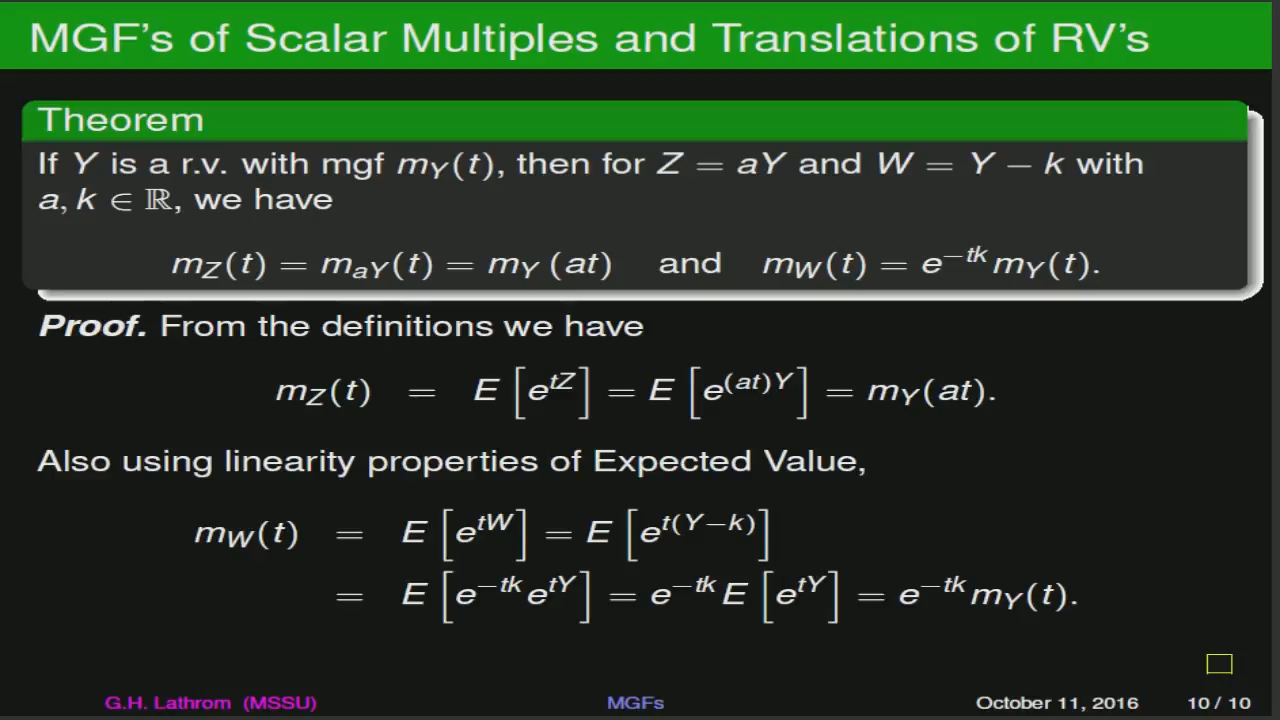 MGF's of Scalar Multiples and Translations of RV's
Theorem
If Y is a r.v. with mgf m_Y(t), then for Z = aY and W = Y − k with
a, k ∈ ℝ, we have
m_Z(t) = m_{aY}(t) = m_Y (at) and m_W(t) = e^{−tk} m_Y(t).
Proof. From the definitions we have
m_Z(t) = E [e^{tZ}] = E [e^{(at)Y}] = m_Y(at).
Also using linearity properties of Expected Value,
m_W(t) = E [e^{tW}] = E [e^{t(Y−k)}]
= E [e^{−tk} e^{tY}] = e^{−tk} E [e^{tY}] = e^{−tk} m_Y(t).
□
G.H. Lathrom (MSSU) MGFs October 11, 2016 10 / 10